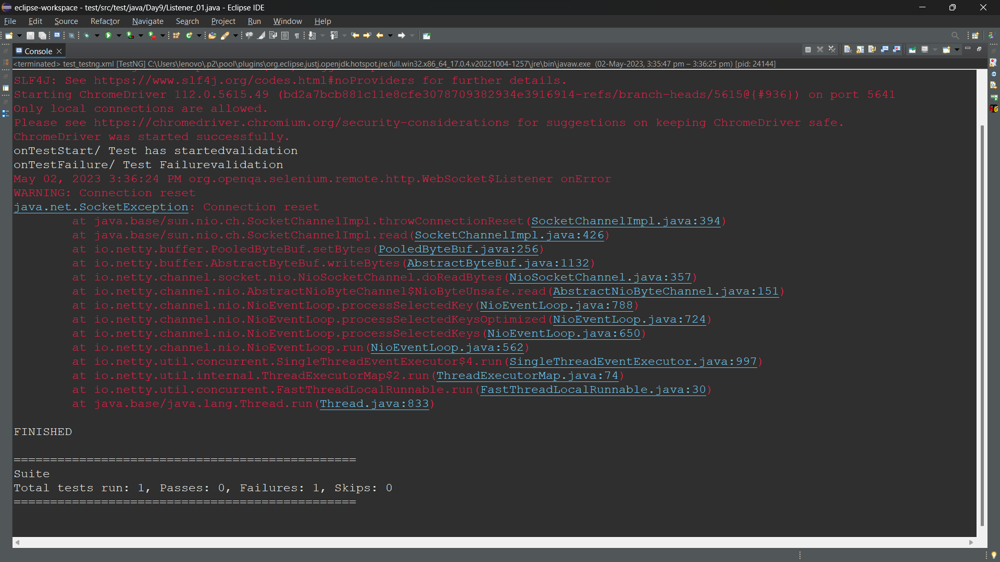 eclipse-workspace - test/src/test/java/Day9/Listener_01.java - Eclipse IDE
File Edit Source Refactor Navigate Search Project Run Window Help
Console
<terminated> test_testng.xml [TestNG] C:\Users\lenovo\.p2\pool\plugins\org.eclipse.justj.openjdk.hotspot.jre.full.win32.x86_64_17.0.4.v20221004-1257\jre\bin\javaw.exe (02-May-2023, 3:35:47 pm – 3:36:25 pm) [pid: 24144]
SLF4J: See https://www.slf4j.org/codes.html#noProviders for further details.
Starting ChromeDriver 112.0.5615.49 (bd2a7bcb881c11e8cfe3078709382934e3916914-refs/branch-heads/5615@{#936}) on port 5641
Only local connections are allowed.
Please see https://chromedriver.chromium.org/security-considerations for suggestions on keeping ChromeDriver safe.
ChromeDriver was started successfully.
onTestStart/ Test has startedvalidation
onTestFailure/ Test Failurevalidation
May 02, 2023 3:36:24 PM org.openqa.selenium.remote.http.WebSocket$Listener onError
WARNING: Connection reset
java.net.SocketException: Connection reset
at java.base/sun.nio.ch.SocketChannelImpl.throwConnectionReset(SocketChannelImpl.java:394)
at java.base/sun.nio.ch.SocketChannelImpl.read(SocketChannelImpl.java:426)
at io.netty.buffer.PooledByteBuf.setBytes(PooledByteBuf.java:256)
at io.netty.buffer.AbstractByteBuf.writeBytes(AbstractByteBuf.java:1132)
at io.netty.channel.socket.nio.NioSocketChannel.doReadBytes(NioSocketChannel.java:357)
at io.netty.channel.nio.AbstractNioByteChannel$NioByteUnsafe.read(AbstractNioByteChannel.java:151)
at io.netty.channel.nio.NioEventLoop.processSelectedKey(NioEventLoop.java:788)
at io.netty.channel.nio.NioEventLoop.processSelectedKeysOptimized(NioEventLoop.java:724)
at io.netty.channel.nio.NioEventLoop.processSelectedKeys(NioEventLoop.java:650)
at io.netty.channel.nio.NioEventLoop.run(NioEventLoop.java:562)
at io.netty.util.concurrent.SingleThreadEventExecutor$4.run(SingleThreadEventExecutor.java:997)
at io.netty.util.internal.ThreadExecutorMap$2.run(ThreadExecutorMap.java:74)
at io.netty.util.concurrent.FastThreadLocalRunnable.run(FastThreadLocalRunnable.java:30)
at java.base/java.lang.Thread.run(Thread.java:833)
FINISHED
===============================================
Suite
Total tests run: 1, Passes: 0, Failures: 1, Skips: 0
===============================================